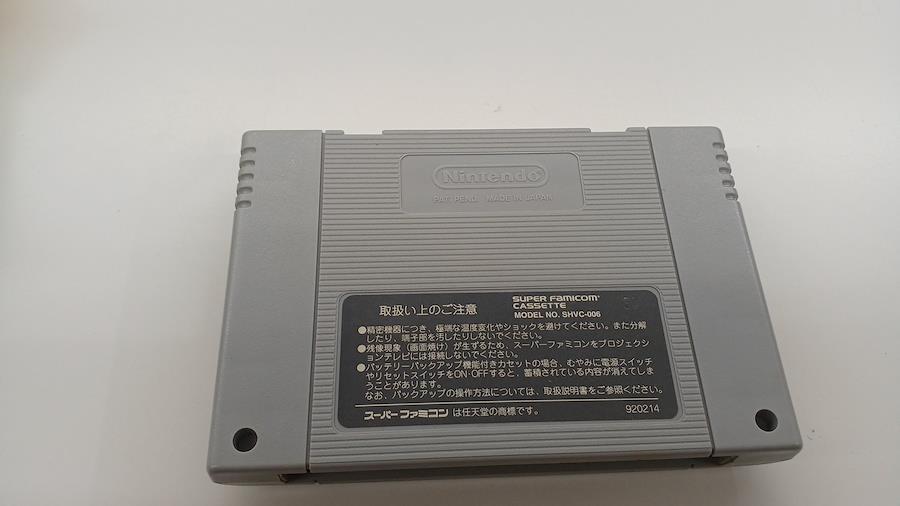 Nintendo
PAT. PEND. MADE IN JAPAN
取扱い上のご注意
SUPER FAMICOM
CASSETTE
MODEL NO. SHVC-006
●精密機器につき、極端な温度変化やショックを避けてください。また分解
したり、端子部を汚したりしないでください。
●残像現象（画面焼け）が生ずるため、スーパーファミコンをプロジェクシ
ョンテレビには接続しないでください。
●バッテリーバックアップ機能付きカセットの場合、むやみに電源スイッチ
やリセットスイッチをON・OFFすると、蓄積されている内容が消えてしま
うことがあります。
なお、バックアップの操作方法については、取扱説明書をご参照ください。
スーパーファミコン は任天堂の商標です。
920214